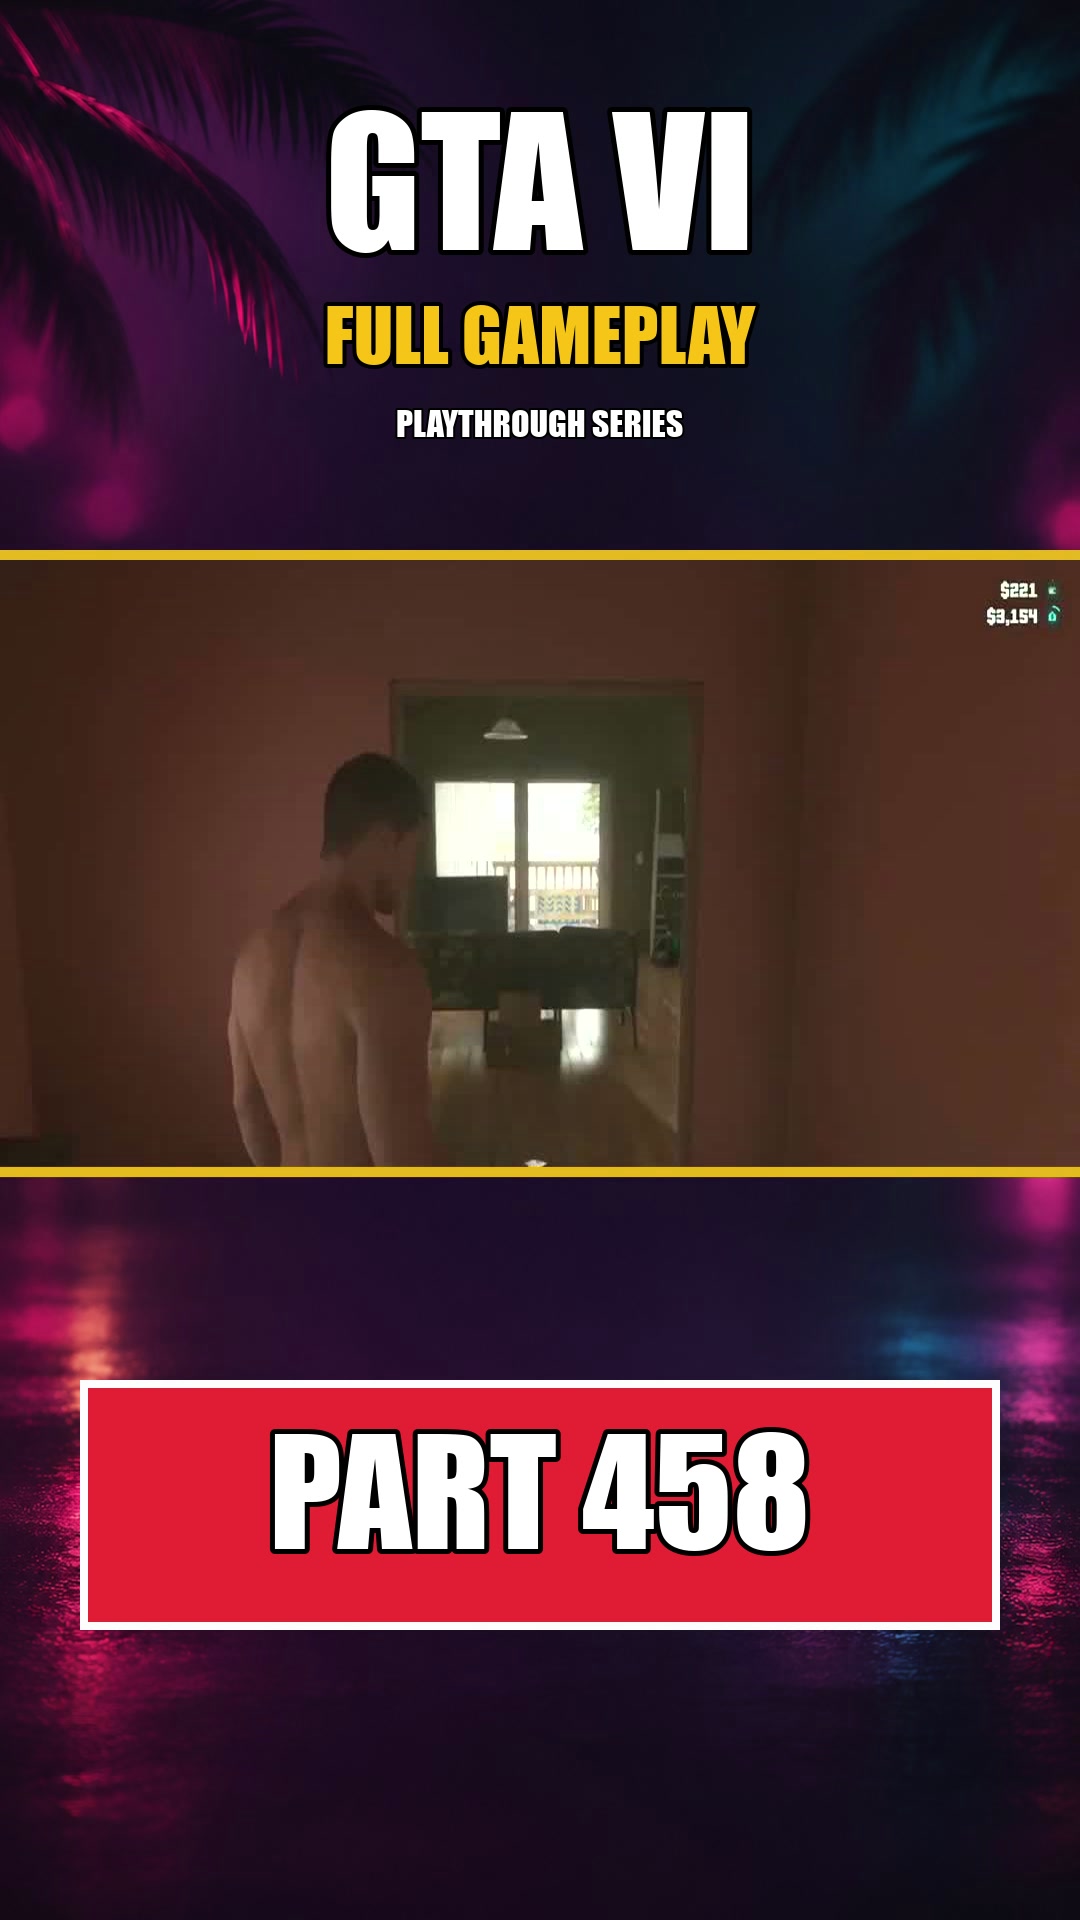 GTA VI
FULL GAMEPLAY
PLAYTHROUGH SERIES
$221
$3,154
PART 458